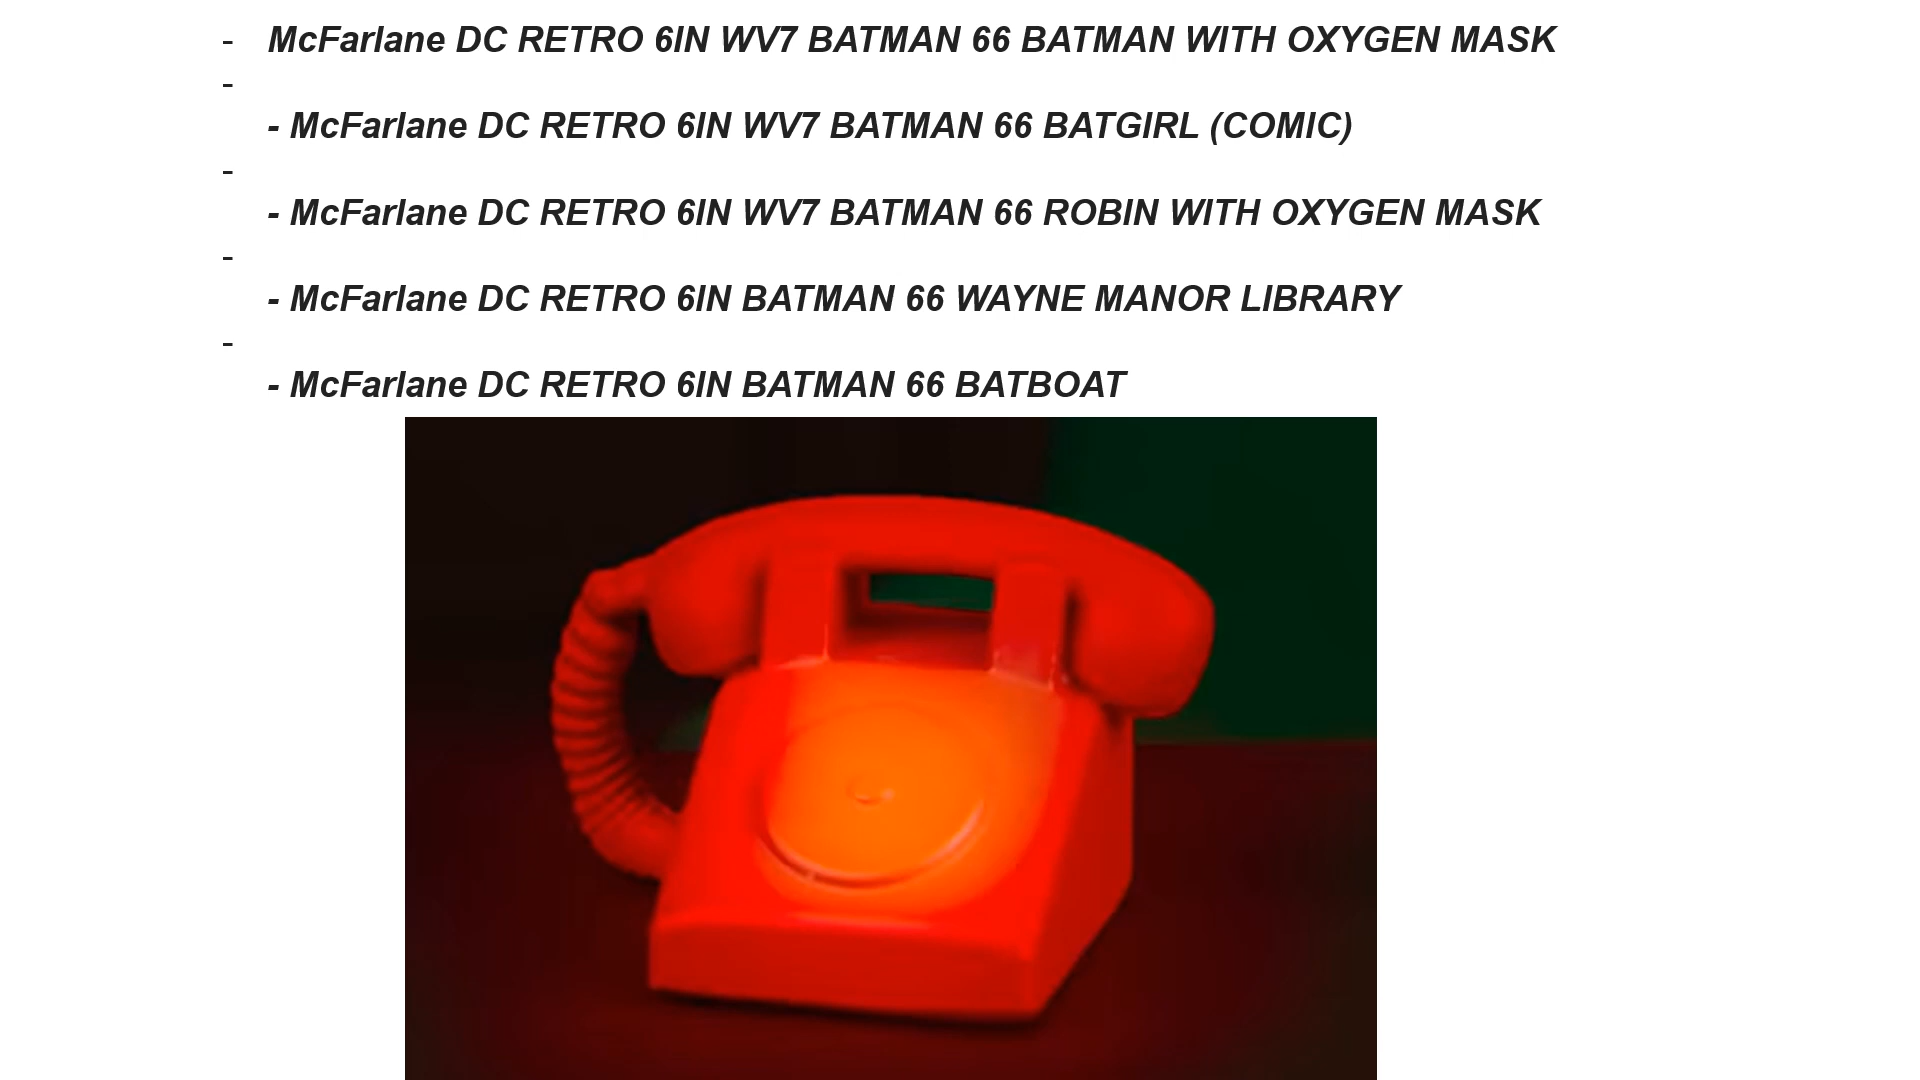 - McFarlane DC RETRO 6IN WV7 BATMAN 66 BATMAN WITH OXYGEN MASK
-
- McFarlane DC RETRO 6IN WV7 BATMAN 66 BATGIRL (COMIC)
-
- McFarlane DC RETRO 6IN WV7 BATMAN 66 ROBIN WITH OXYGEN MASK
-
- McFarlane DC RETRO 6IN BATMAN 66 WAYNE MANOR LIBRARY
-
- McFarlane DC RETRO 6IN BATMAN 66 BATBOAT